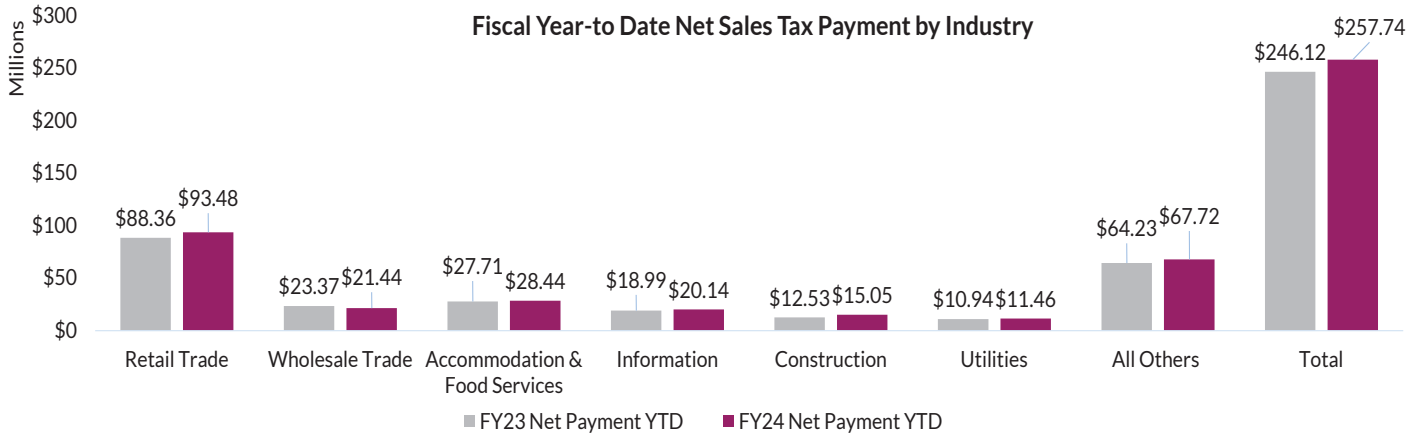 Fiscal Year-to Date Net Sales Tax Payment by Industry
Millions
$300
$250
$200
$150
$100
$50
$0
$88.36
$93.48
$23.37
$21.44
$27.71
$28.44
$18.99
$20.14
$12.53
$15.05
$10.94
$11.46
$64.23
$67.72
$246.12
$257.74
Retail Trade
Wholesale Trade
Accommodation &
Food Services
Information
Construction
Utilities
All Others
Total
FY23 Net Payment YTD
FY24 Net Payment YTD